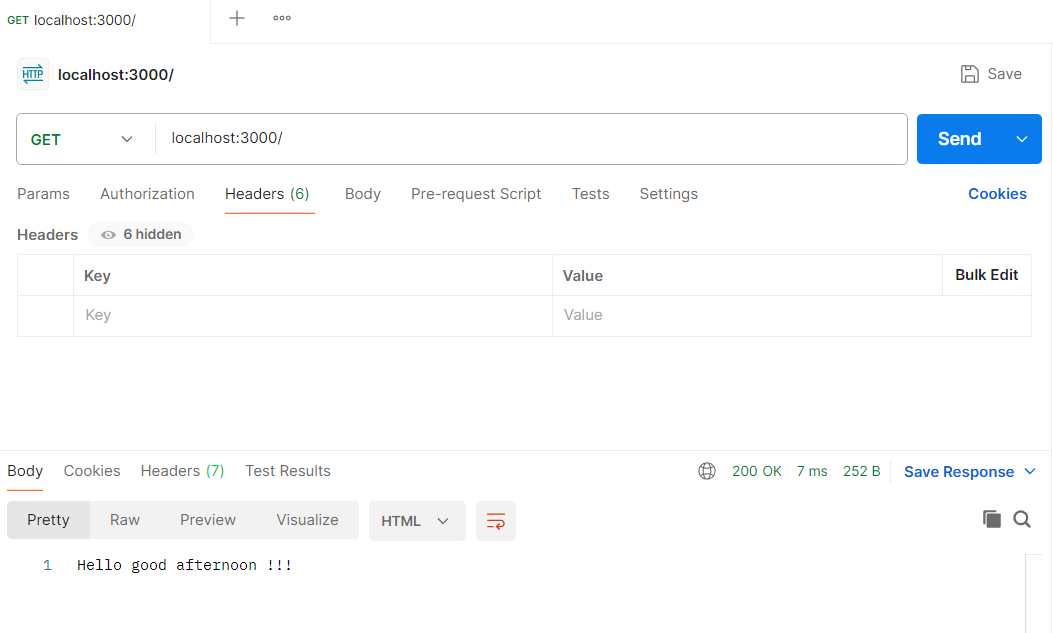 GET localhost:3000/
HTTP localhost:3000/ Save
GET localhost:3000/ Send
Params Authorization Headers (6) Body Pre-request Script Tests Settings Cookies
Headers 6 hidden
Key Value Bulk Edit
Key Value
Body Cookies Headers (7) Test Results 200 OK 7 ms 252 B Save Response
Pretty Raw Preview Visualize HTML
1 Hello good afternoon !!!